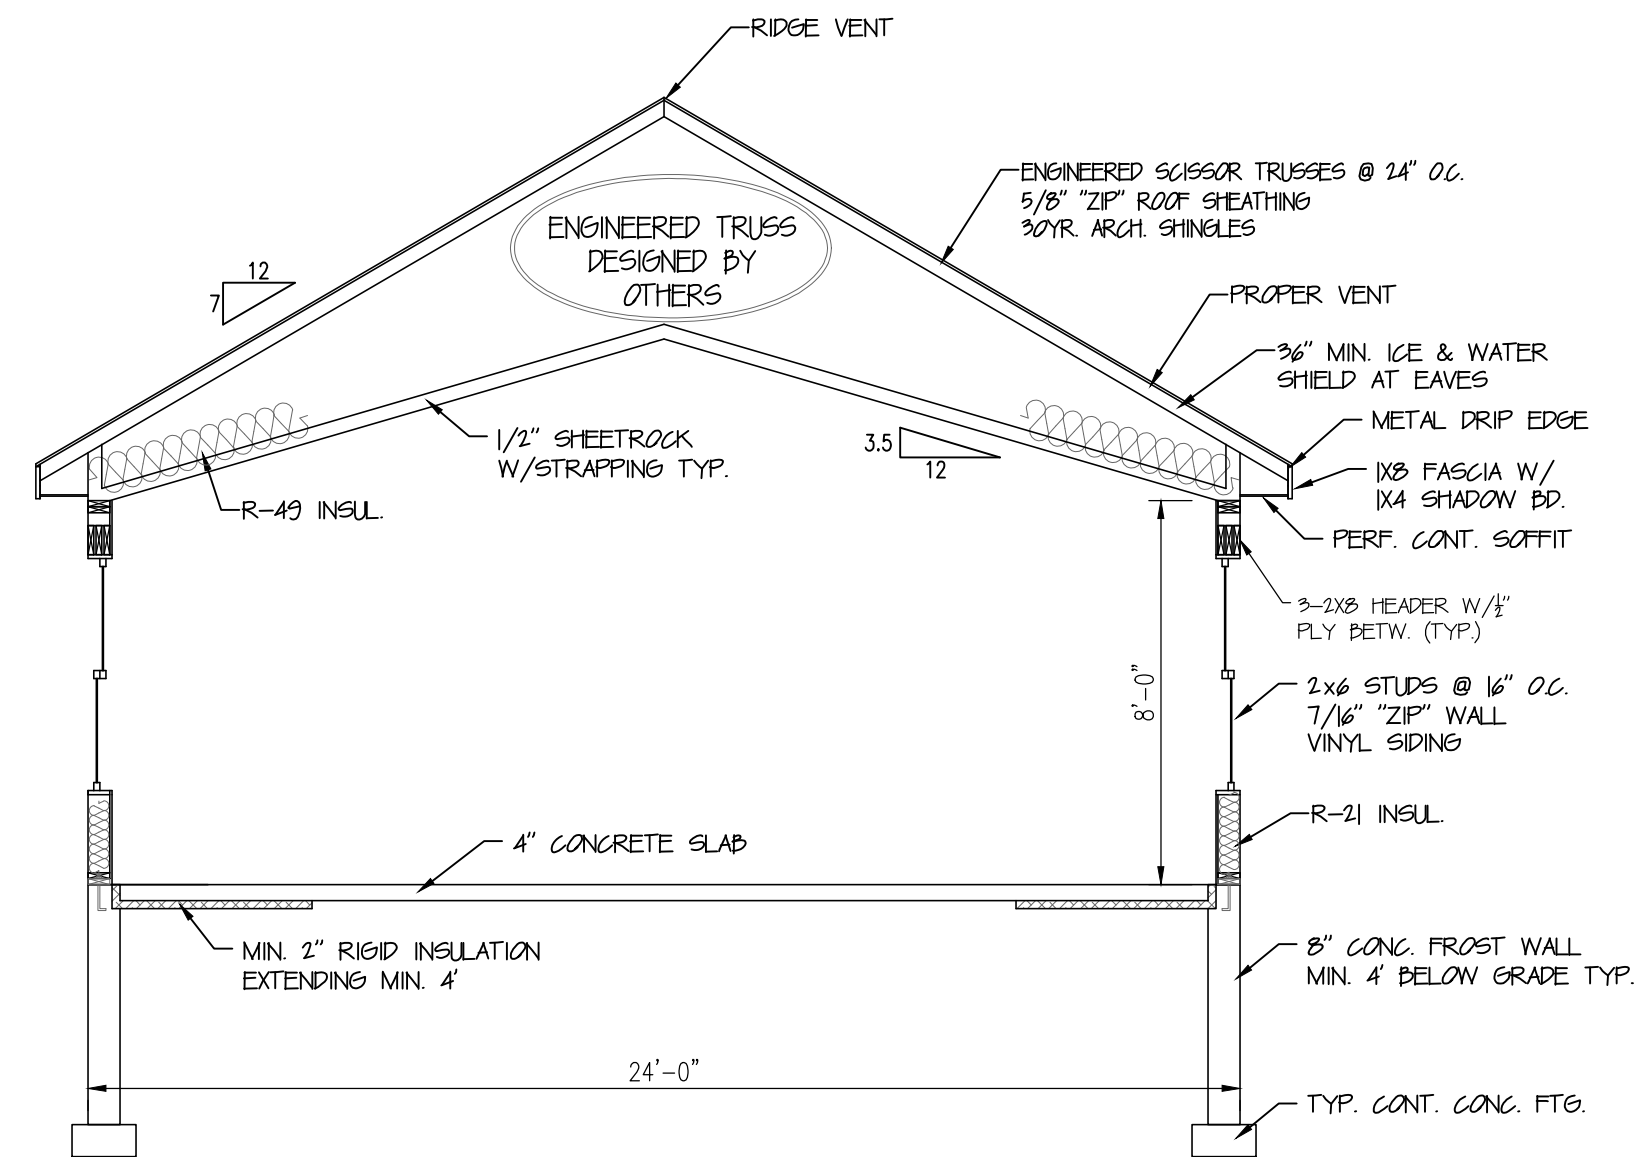 RIDGE VENT
ENGINEERED SCISSOR TRUSSES @ 24" O.C.
5/8" "ZIP" ROOF SHEATHING
30YR. ARCH. SHINGLES
ENGINEERED TRUSS
DESIGNED BY
OTHERS
12
7
PROPER VENT
36" MIN. ICE & WATER
SHIELD AT EAVES
METAL DRIP EDGE
1/2" SHEETROCK
W/STRAPPING TYP.
3.5
12
1X8 FASCIA W/
1X4 SHADOW BD.
R-49 INSUL.
PERF. CONT. SOFFIT
3-2X8 HEADER W/½"
PLY BETW. (TYP.)
8'-0"
2x6 STUDS @ 16" O.C.
7/16" "ZIP" WALL
VINYL SIDING
R-21 INSUL.
4" CONCRETE SLAB
MIN. 2" RIGID INSULATION
EXTENDING MIN. 4'
8" CONC. FROST WALL
MIN. 4' BELOW GRADE TYP.
24'-0"
TYP. CONT. CONC. FTG.